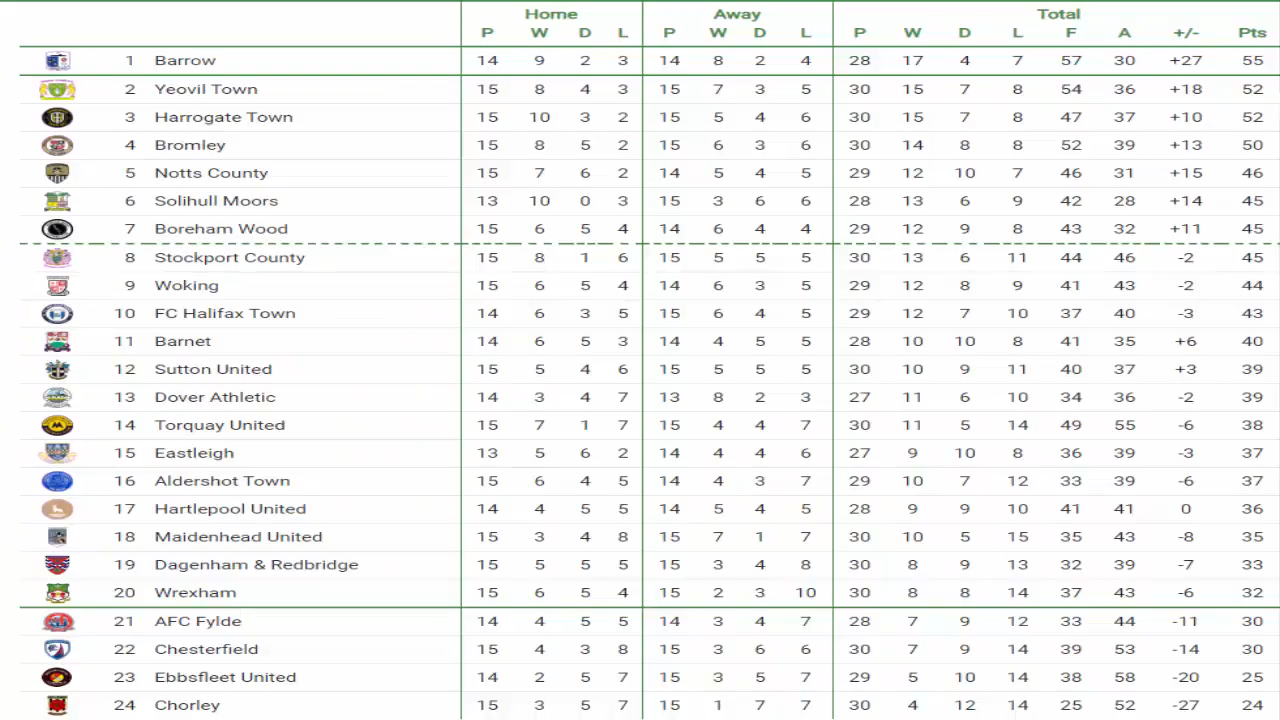 Home Away Total
P W D L P W D L P W D L F A +/- Pts
1 Barrow 14 9 2 3 14 8 2 4 28 17 4 7 57 30 +27 55
2 Yeovil Town 15 8 4 3 15 7 3 5 30 15 7 8 54 36 +18 52
3 Harrogate Town 15 10 3 2 15 5 4 6 30 15 7 8 47 37 +10 52
4 Bromley 15 8 5 2 15 6 3 6 30 14 8 8 52 39 +13 50
5 Notts County 15 7 6 2 14 5 4 5 29 12 10 7 46 31 +15 46
6 Solihull Moors 13 10 0 3 15 3 6 6 28 13 6 9 42 28 +14 45
7 Boreham Wood 15 6 5 4 14 6 4 4 29 12 9 8 43 32 +11 45
8 Stockport County 15 8 1 6 15 5 5 5 30 13 6 11 44 46 -2 45
9 Woking 15 6 5 4 14 6 3 5 29 12 8 9 41 43 -2 44
10 FC Halifax Town 14 6 3 5 15 6 4 5 29 12 7 10 37 40 -3 43
11 Barnet 14 6 5 3 14 4 5 5 28 10 10 8 41 35 +6 40
12 Sutton United 15 5 4 6 15 5 5 5 30 10 9 11 40 37 +3 39
13 Dover Athletic 14 3 4 7 13 8 2 3 27 11 6 10 34 36 -2 39
14 Torquay United 15 7 1 7 15 4 4 7 30 11 5 14 49 55 -6 38
15 Eastleigh 13 5 6 2 14 4 4 6 27 9 10 8 36 39 -3 37
16 Aldershot Town 15 6 4 5 14 4 3 7 29 10 7 12 33 39 -6 37
17 Hartlepool United 14 4 5 5 14 5 4 5 28 9 9 10 41 41 0 36
18 Maidenhead United 15 3 4 8 15 7 1 7 30 10 5 15 35 43 -8 35
19 Dagenham & Redbridge 15 5 5 5 15 3 4 8 30 8 9 13 32 39 -7 33
20 Wrexham 15 6 5 4 15 2 3 10 30 8 8 14 37 43 -6 32
21 AFC Fylde 14 4 5 5 14 3 4 7 28 7 9 12 33 44 -11 30
22 Chesterfield 15 4 3 8 15 3 6 6 30 7 9 14 39 53 -14 30
23 Ebbsfleet United 14 2 5 7 15 3 5 7 29 5 10 14 38 58 -20 25
24 Chorley 15 3 5 7 15 1 7 7 30 4 12 14 25 52 -27 24